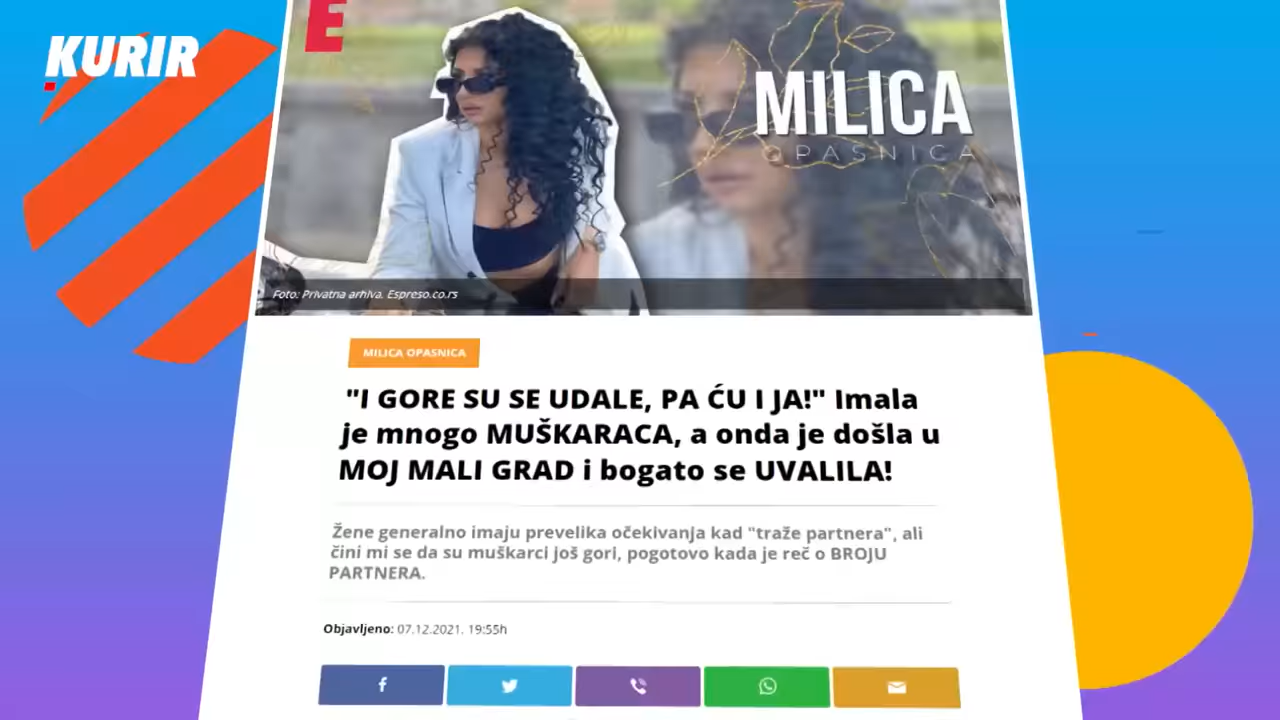 KURIR
E
MILICA
OPASNICA
Foto: Privatna arhiva, Espreso.co.rs
MILICA OPASNICA
"I GORE SU SE UDALE, PA ĆU I JA!" Imala
je mnogo MUŠKARACA, a onda je došla u
MOJ MALI GRAD i bogato se UVALILA!
Žene generalno imaju prevelika očekivanja kad "traže partnera", ali
čini mi se da su muškarci još gori, pogotovo kada je reč o BROJU
PARTNERA.
Objavljeno: 07.12.2021. 19:55h